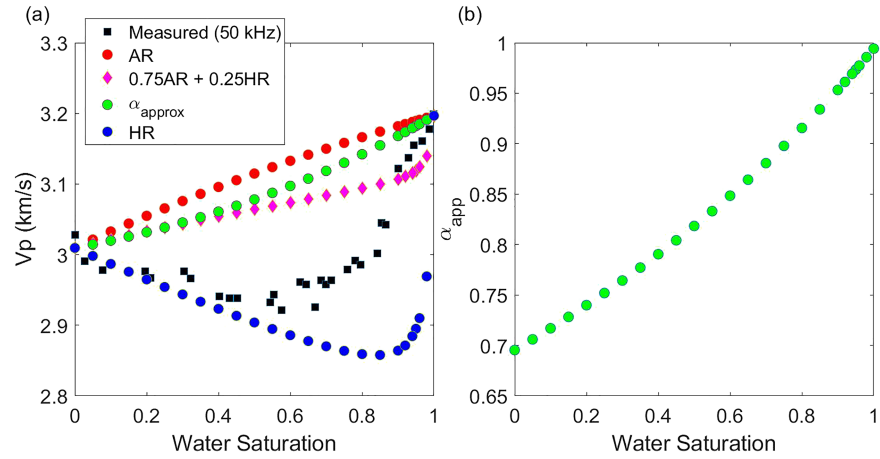 (a)
(b)
Measured (50 kHz)
AR
0.75AR + 0.25HR
α approx
HR
3.3
3.2
3.1
3
2.9
2.8
Vp (km/s)
0 0.2 0.4 0.6 0.8 1
Water Saturation
1
0.95
0.9
0.85
0.8
0.75
0.7
0.65
α app
0 0.2 0.4 0.6 0.8 1
Water Saturation